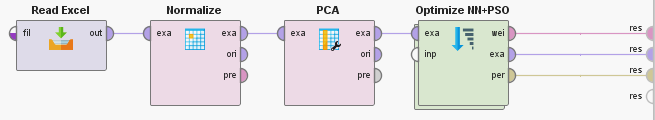 Read Excel Normalize PCA Optimize NN+PSO
fil out exa exa exa exa exa wei res
ori ori inp exa res
pre pre per res
res